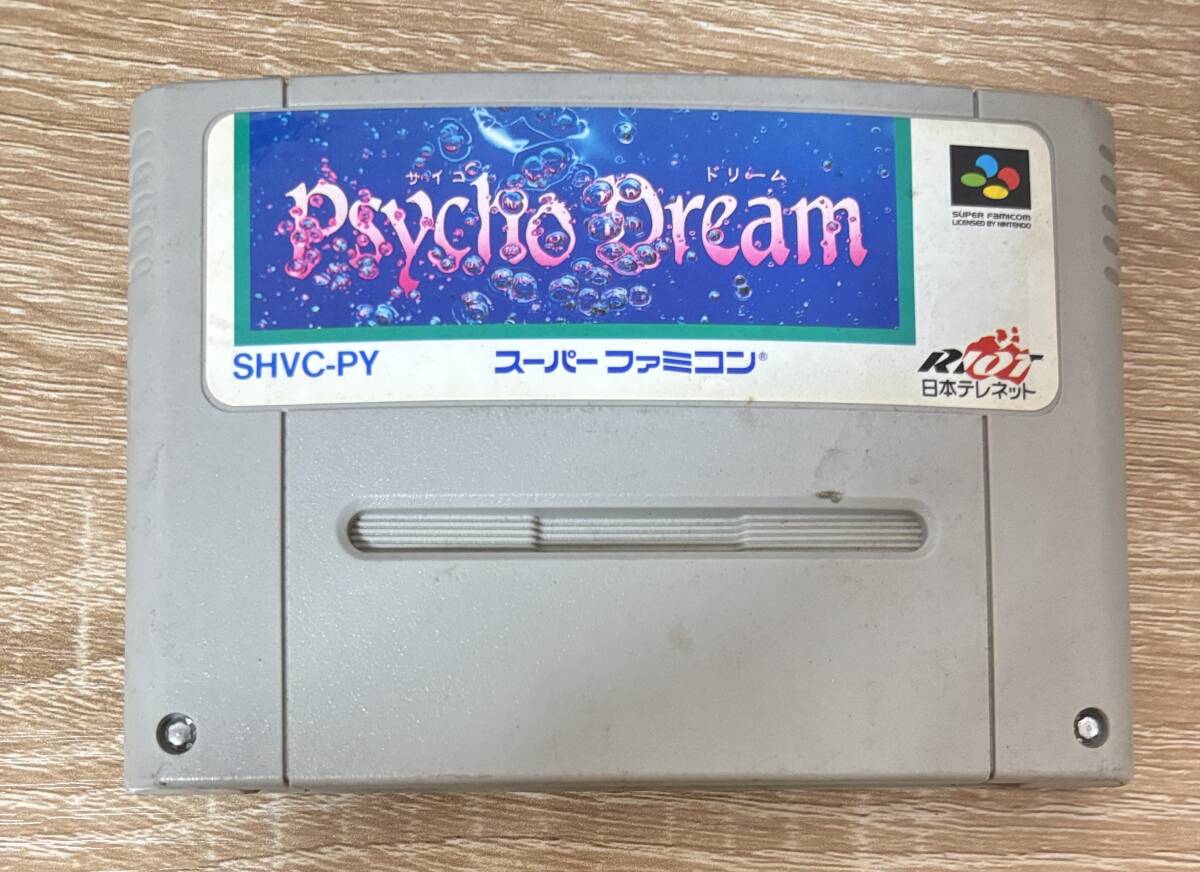 サイコ ドリーム
Psycho Dream
SUPER FAMICOM
LICENSED BY NINTENDO
SHVC-PY
スーパーファミコン®
RIOT
日本テレネット